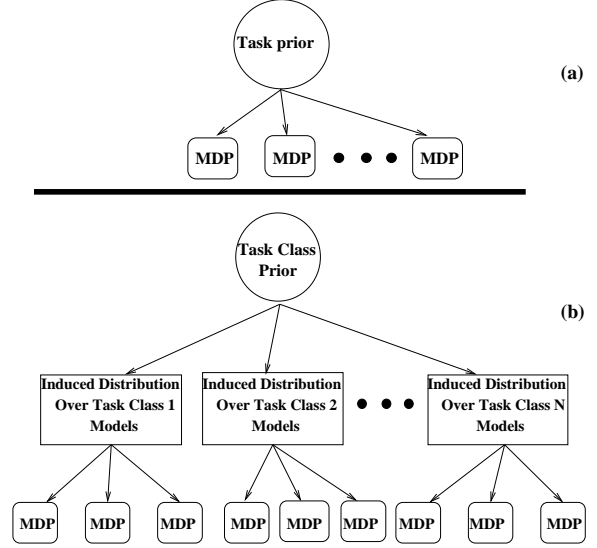 Task prior
(a)
MDP MDP MDP
Task Class
Prior
(b)
Induced Distribution
Over Task Class 1
Models
Induced Distribution
Over Task Class 2
Models
Induced Distribution
Over Task Class N
Models
MDP MDP MDP MDP MDP MDP MDP MDP MDP